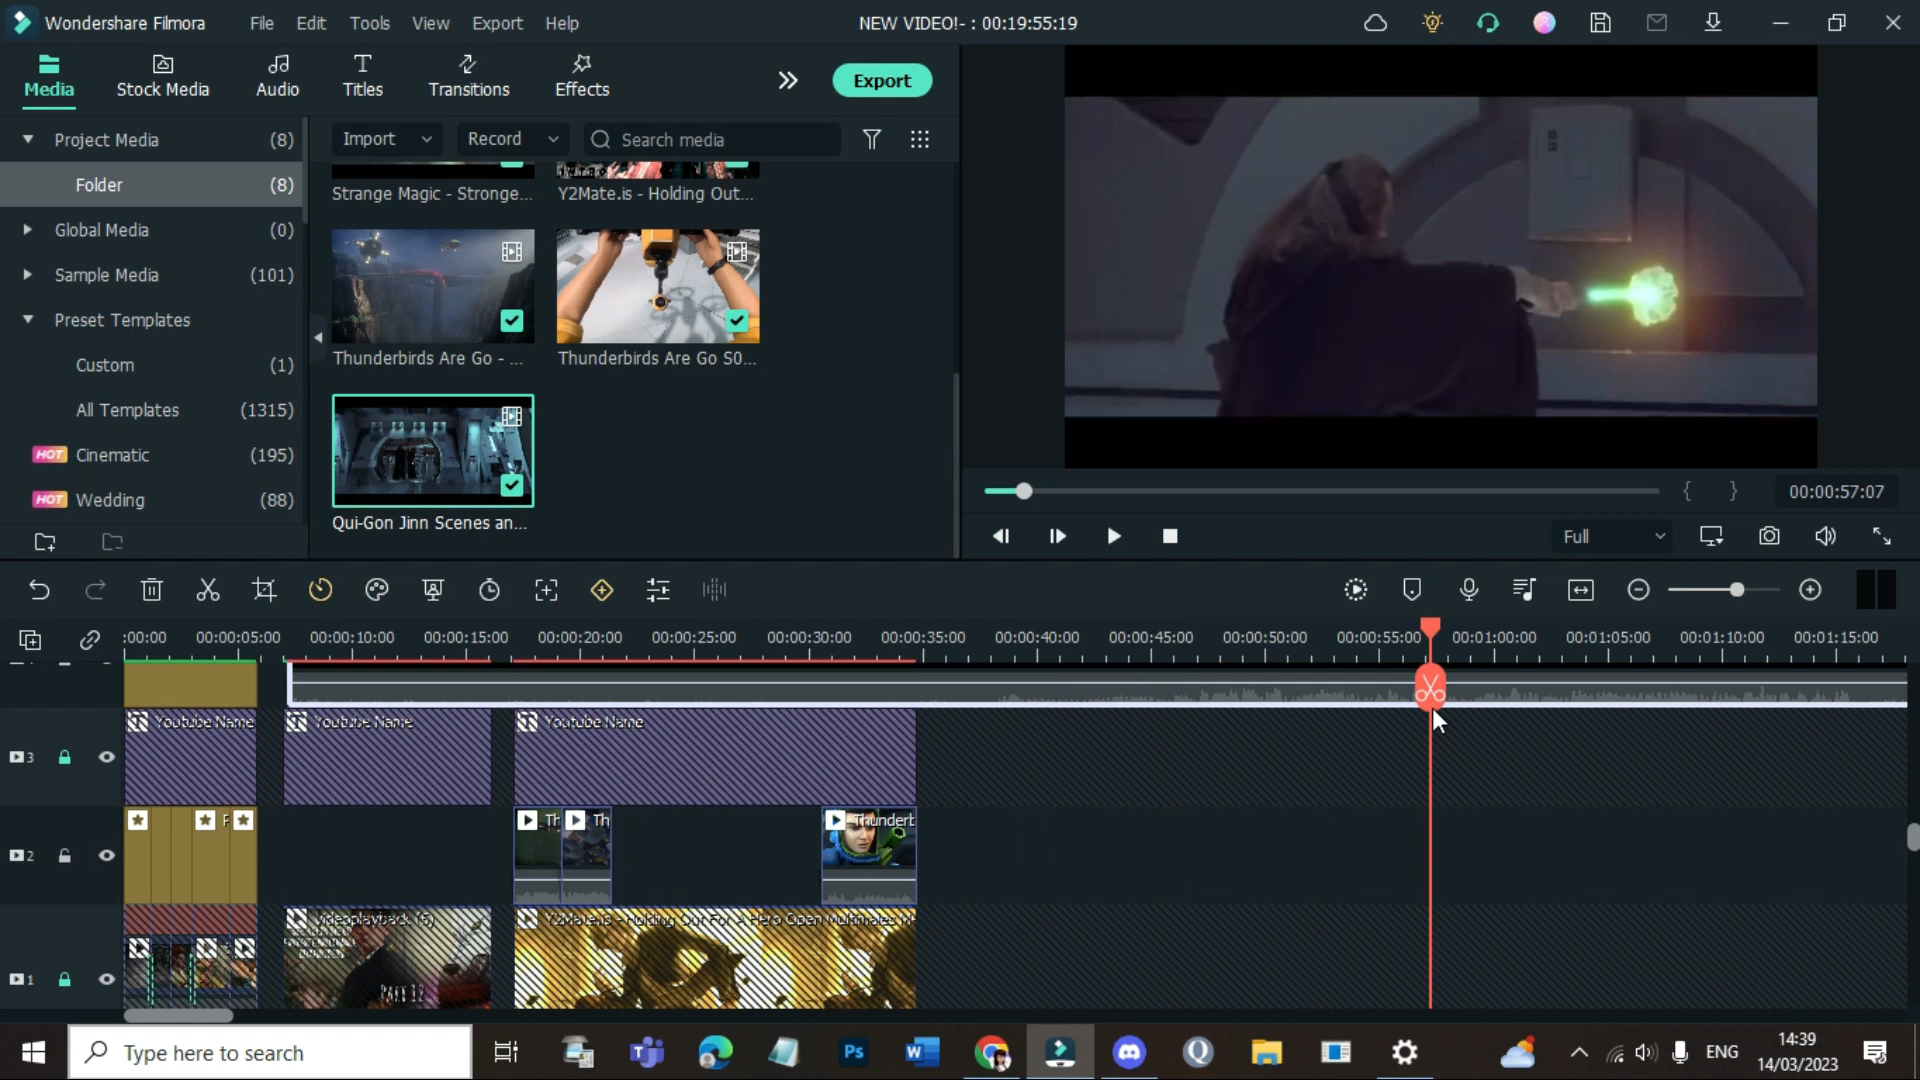 Wondershare Filmora
File
Edit
Tools
View
Export
Help
NEW VIDEO!- : 00:19:55:19
Media
Stock Media
Audio
Titles
Transitions
Effects
Export
Project Media (8)
Folder (8)
Global Media (0)
Sample Media (101)
Preset Templates
Custom (1)
All Templates (1315)
HOT Cinematic (195)
HOT Wedding (88)
Import
Record
Search media
Strange Magic - Stronge...
Y2Mate.is - Holding Out...
Thunderbirds Are Go - ...
Thunderbirds Are Go S0...
Qui-Gon Jinn Scenes an...
{ }
00:00:57:07
Full
:00:00
00:00:05:00
00:00:10:00
00:00:15:00
00:00:20:00
00:00:25:00
00:00:30:00
00:00:35:00
00:00:40:00
00:00:45:00
00:00:50:00
00:00:55:00
00:01:00:00
00:01:05:00
00:01:10:00
00:01:15:00
Youtube Name
Youtube Name
Youtube Name
3
2
F
Th
Th
Thundert
1
videoplayback (6)
PART 12
Y2Mate.is - Holding Out For A Hero Open Multimales M
Type here to search
Ps
W
ENG
14:39
14/03/2023